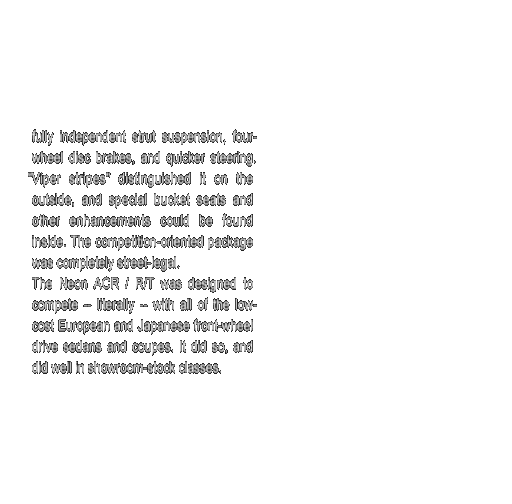 fully independent strut suspension, four-
wheel disc brakes, and quicker steering.
"Viper stripes" distinguished it on the
outside, and special bucket seats and
other enhancements could be found
inside. The competition-oriented package
was completely street-legal.
The Neon ACR / R/T was designed to
compete – literally – with all of the low-
cost European and Japanese front-wheel
drive sedans and coupes. It did so, and
did well in showroom-stock classes.